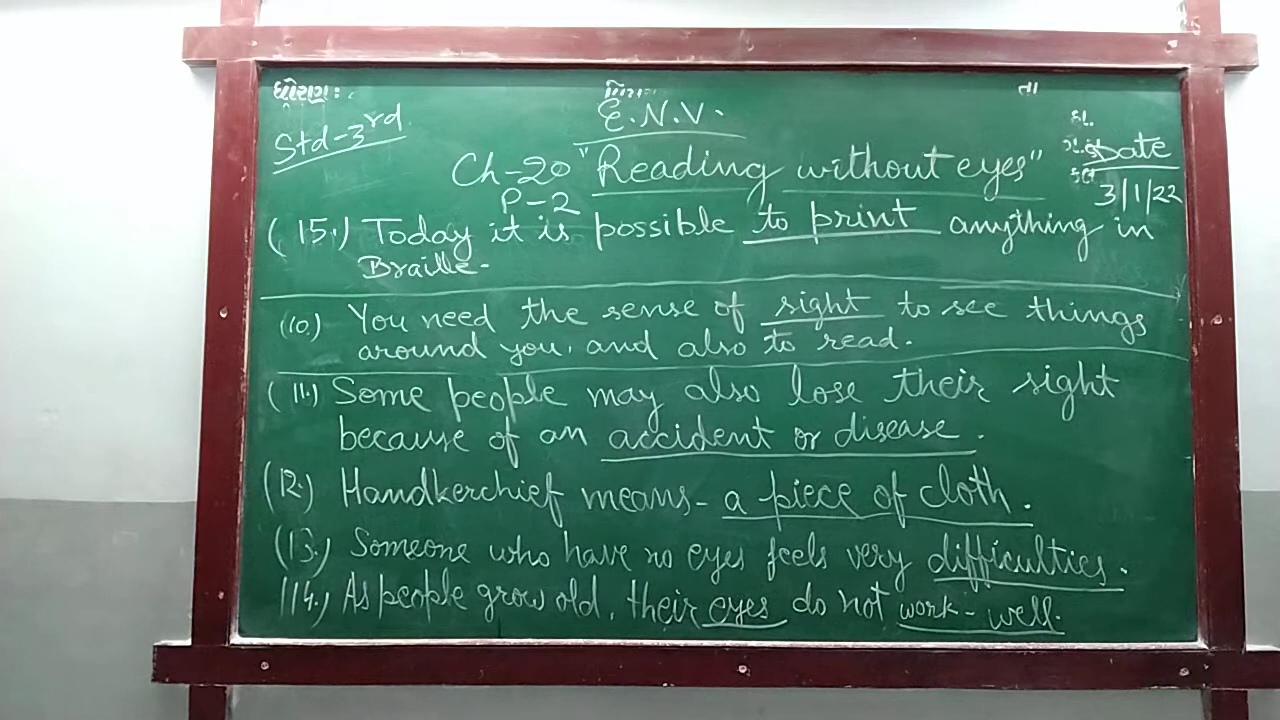 ધોરણ :
તા
Std-3rd
E.N.V.
Date
3/1/22
Ch-20 "Reading without eyes"
P-2
(15.) Today it is possible to print anything in
Braille.
(10.) You need the sense of sight to see things
around you, and also to read.
(11.) Some people may also lose their sight
because of an accident or disease.
(12.) Handkerchief means - a piece of cloth.
(13.) Someone who have no eyes feels very difficulties.
(14.) As people grow old, their eyes do not work - well.